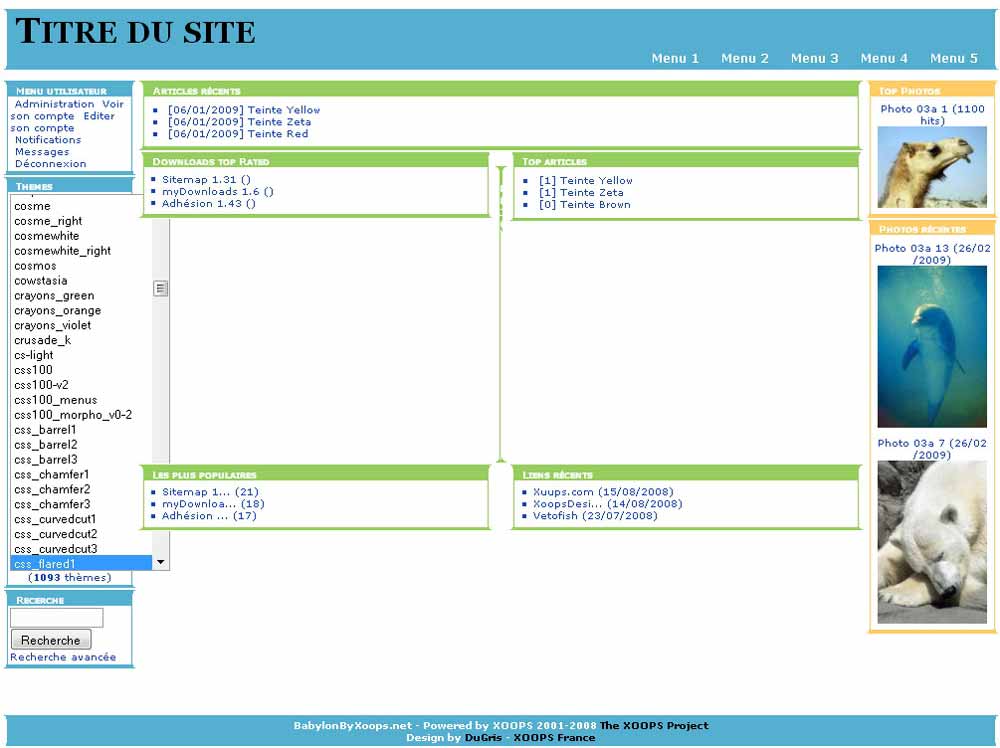 TITRE DU SITE
Menu 1 Menu 2 Menu 3 Menu 4 Menu 5
MENU UTILISATEUR
Administration Voir
son compte Editer
son compte
Notifications
Messages
Déconnexion
THEMES
cosme
cosme_right
cosmewhite
cosmewhite_right
cosmos
cowstasia
crayons_green
crayons_orange
crayons_violet
crusade_k
cs-light
css100
css100-v2
css100_menus
css100_morpho_v0-2
css_barrel1
css_barrel2
css_barrel3
css_chamfer1
css_chamfer2
css_chamfer3
css_curvedcut1
css_curvedcut2
css_curvedcut3
css_flared1
(1093 thèmes)
RECERCHE
Recherche
Recherche avancée
ARTICLES RÉCENTS
[06/01/2009] Teinte Yellow
[06/01/2009] Teinte Zeta
[06/01/2009] Teinte Red
DOWNLOADS TOP RATED
Sitemap 1.31 ()
myDownloads 1.6 ()
Adhésion 1.43 ()
TOP ARTICLES
[1] Teinte Yellow
[1] Teinte Zeta
[0] Teinte Brown
LES PLUS POPULAIRES
Sitemap 1... (21)
myDownloa... (18)
Adhésion ... (17)
LIENS RÉCENTS
Xuups.com (15/08/2008)
XoopsDesi... (14/08/2008)
Vetofish (23/07/2008)
TOP PHOTOS
Photo 03a 1 (1100
hits)
PHOTOS RÉCENTES
Photo 03a 13 (26/02
/2009)
Photo 03a 7 (26/02
/2009)
BabylonByXoops.net - Powered by XOOPS 2001-2008 The XOOPS Project
Design by DuGris - XOOPS France